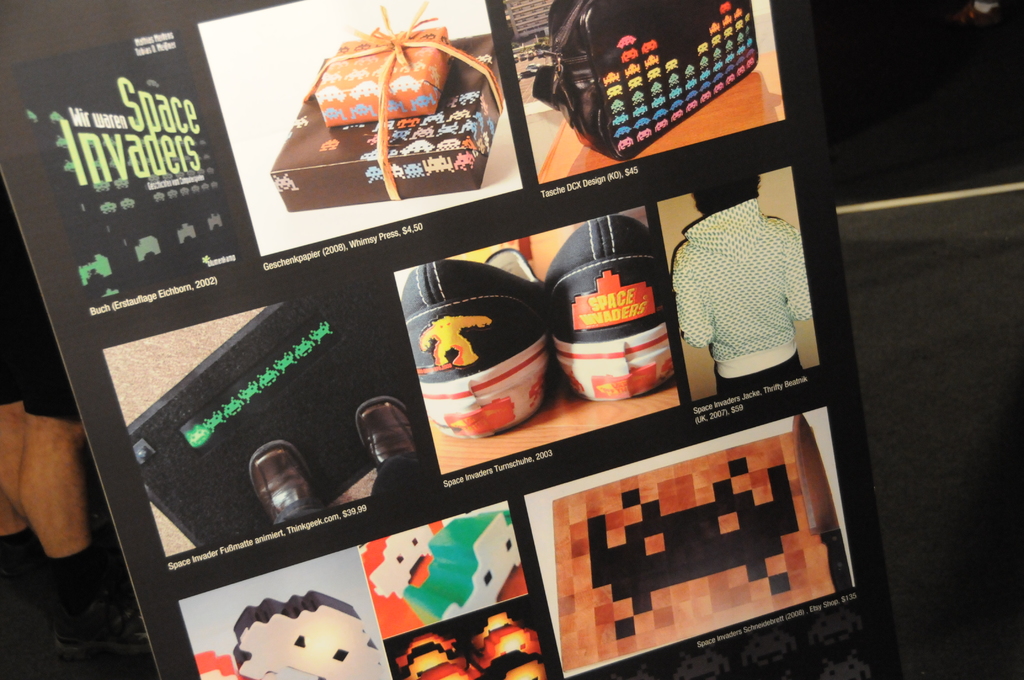 Mathias Mertens
Tobias O. Meißner
Wir waren
Space
Invaders
Geschichten vom Computerspielen
blumenkamp
Buch (Erstauflage Eichborn, 2002)
Geschenkpapier (2008), Whimsy Press, $4,50
Tasche DCX Design (KO), $45
SPACE
INVADERS
Space Invaders Jacke, Thrifty Beatnik
(UK, 2007), $59
Space Invaders Turnschuhe, 2003
Space Invader Fußmatte animiert, Thinkgeek.com, $39,99
Space Invaders Schneidebrett (2008) , Etsy Shop, $135